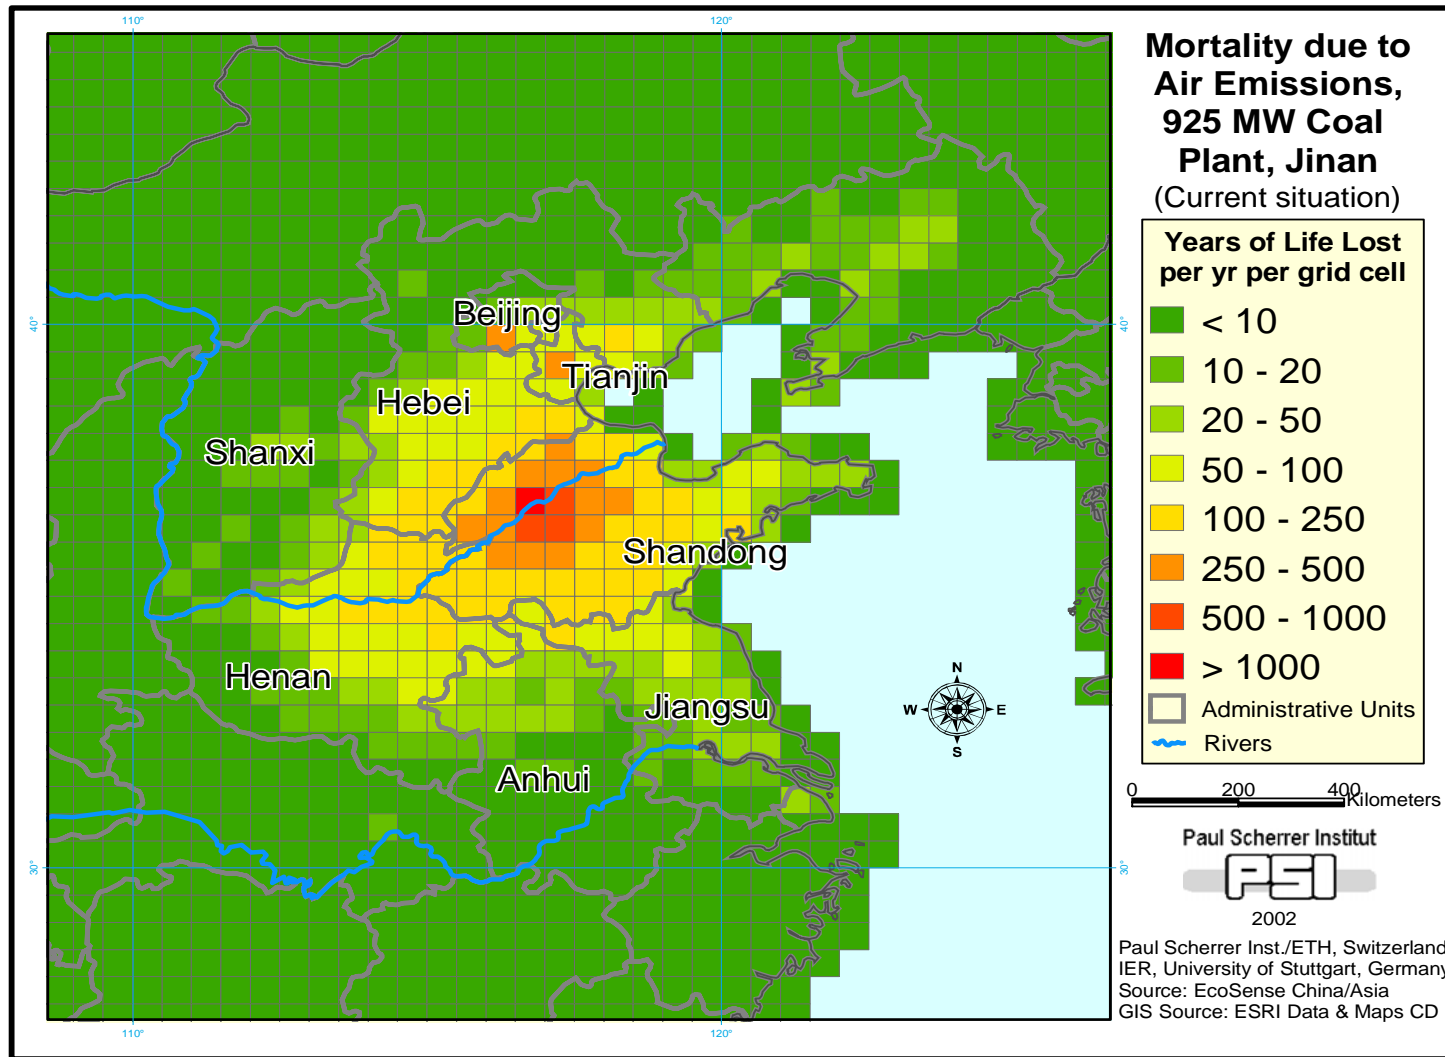 110°
120°
Mortality due to
Air Emissions,
925 MW Coal
Plant, Jinan
(Current situation)
Years of Life Lost
per yr per grid cell
< 10
10 - 20
20 - 50
50 - 100
100 - 250
250 - 500
500 - 1000
> 1000
Administrative Units
Rivers
0 200 400 Kilometers
Paul Scherrer Institut
PSI
2002
Paul Scherrer Inst./ETH, Switzerland
IER, University of Stuttgart, Germany
Source: EcoSense China/Asia
GIS Source: ESRI Data & Maps CD
40°
40°
Beijing
Tianjin
Hebei
Shanxi
Shandong
Henan
Jiangsu
Anhui
N
W E
S
30°
30°
110°
120°